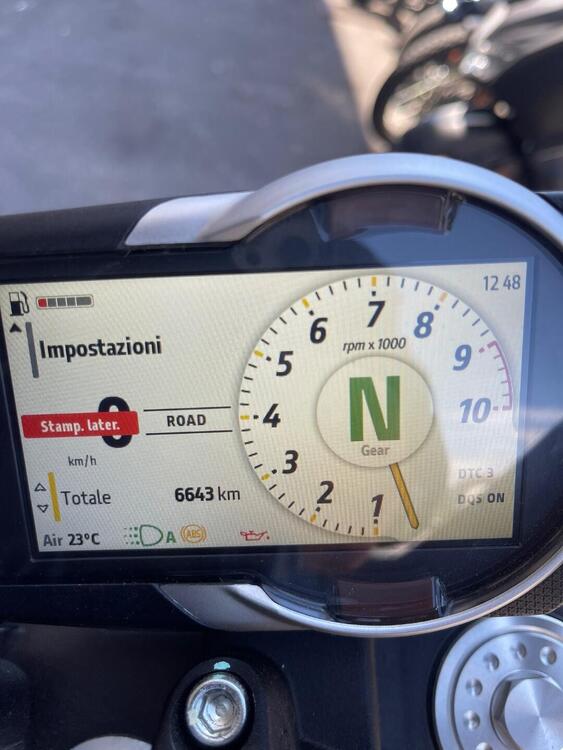 12 48
Impostazioni
rpm x 1000
1 2 3 4 5 6 7 8 9 10
N
Gear
0
Stamp. later.
ROAD
km/h
Totale 6643 km
DTC 3
DQS ON
Air 23°C
A
ABS